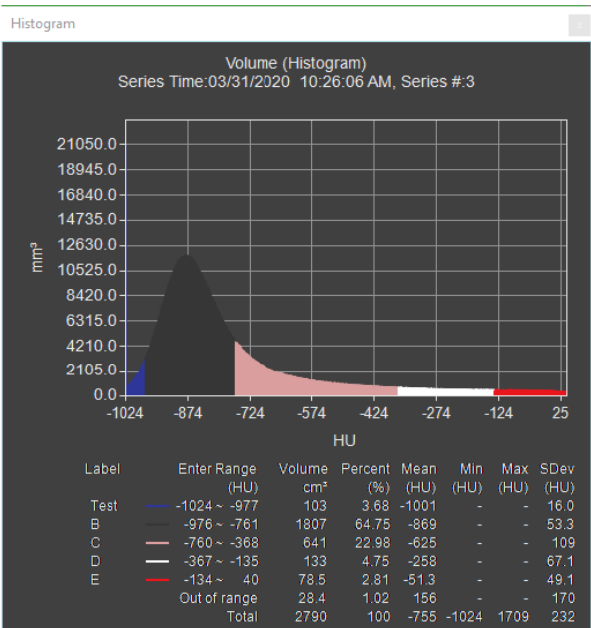 Histogram
Volume (Histogram)
Series Time:03/31/2020 10:26:06 AM, Series #:3
21050.0
18945.0
16840.0
14735.0
12630.0
10525.0
8420.0
6315.0
4210.0
2105.0
0.0
mm³
-1024 -874 -724 -574 -424 -274 -124 25
HU
Label Enter Range Volume Percent Mean Min Max SDev
(HU) cm³ (%) (HU) (HU) (HU) (HU)
Test -1024 ~ -977 103 3.68 -1001 - - 16.0
B -976 ~ -761 1807 64.75 -869 - - 53.3
C -760 ~ -368 641 22.98 -625 - - 109
D -367 ~ -135 133 4.75 -258 - - 67.1
E -134 ~ 40 78.5 2.81 -51.3 - - 49.1
Out of range 28.4 1.02 156 - - 170
Total 2790 100 -755 -1024 1709 232